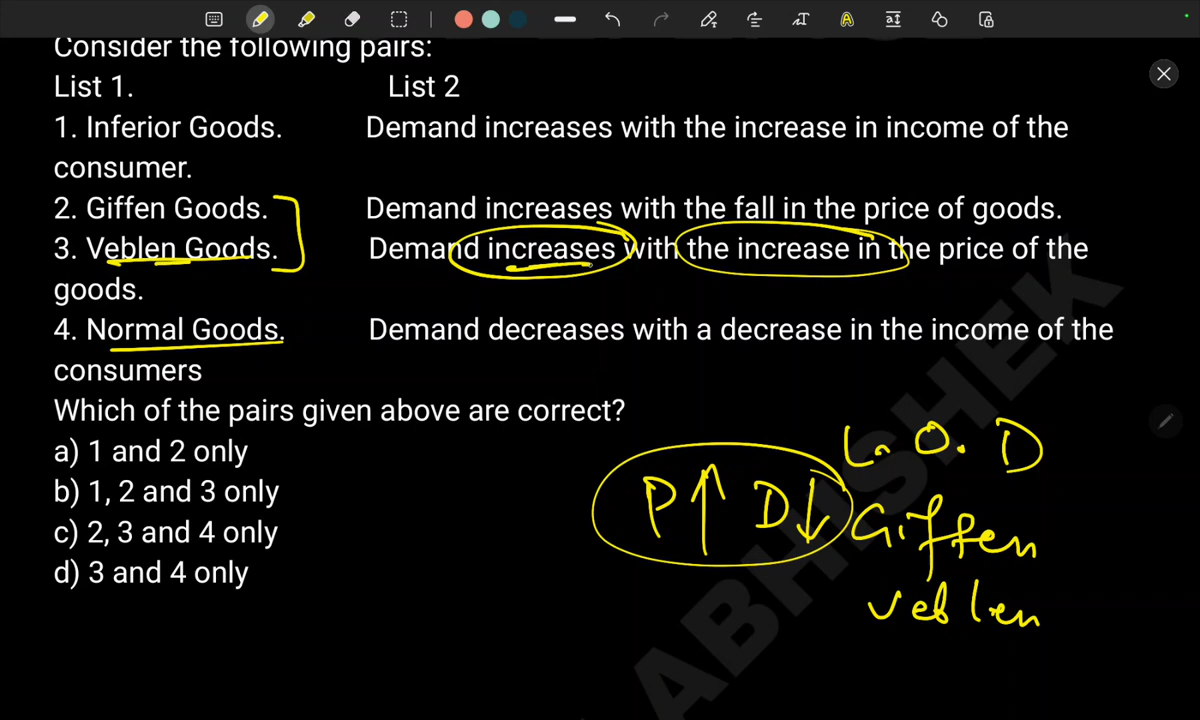 Consider the following pairs:
List 1. List 2
1. Inferior Goods. Demand increases with the increase in income of the
consumer.
2. Giffen Goods. Demand increases with the fall in the price of goods.
3. Veblen Goods. Demand increases with the increase in the price of the
goods.
4. Normal Goods. Demand decreases with a decrease in the income of the
consumers
Which of the pairs given above are correct?
a) 1 and 2 only
b) 1, 2 and 3 only
c) 2, 3 and 4 only
d) 3 and 4 only
L. O. D
P↑ D↓
Giffen
veblen
ABHISHEK